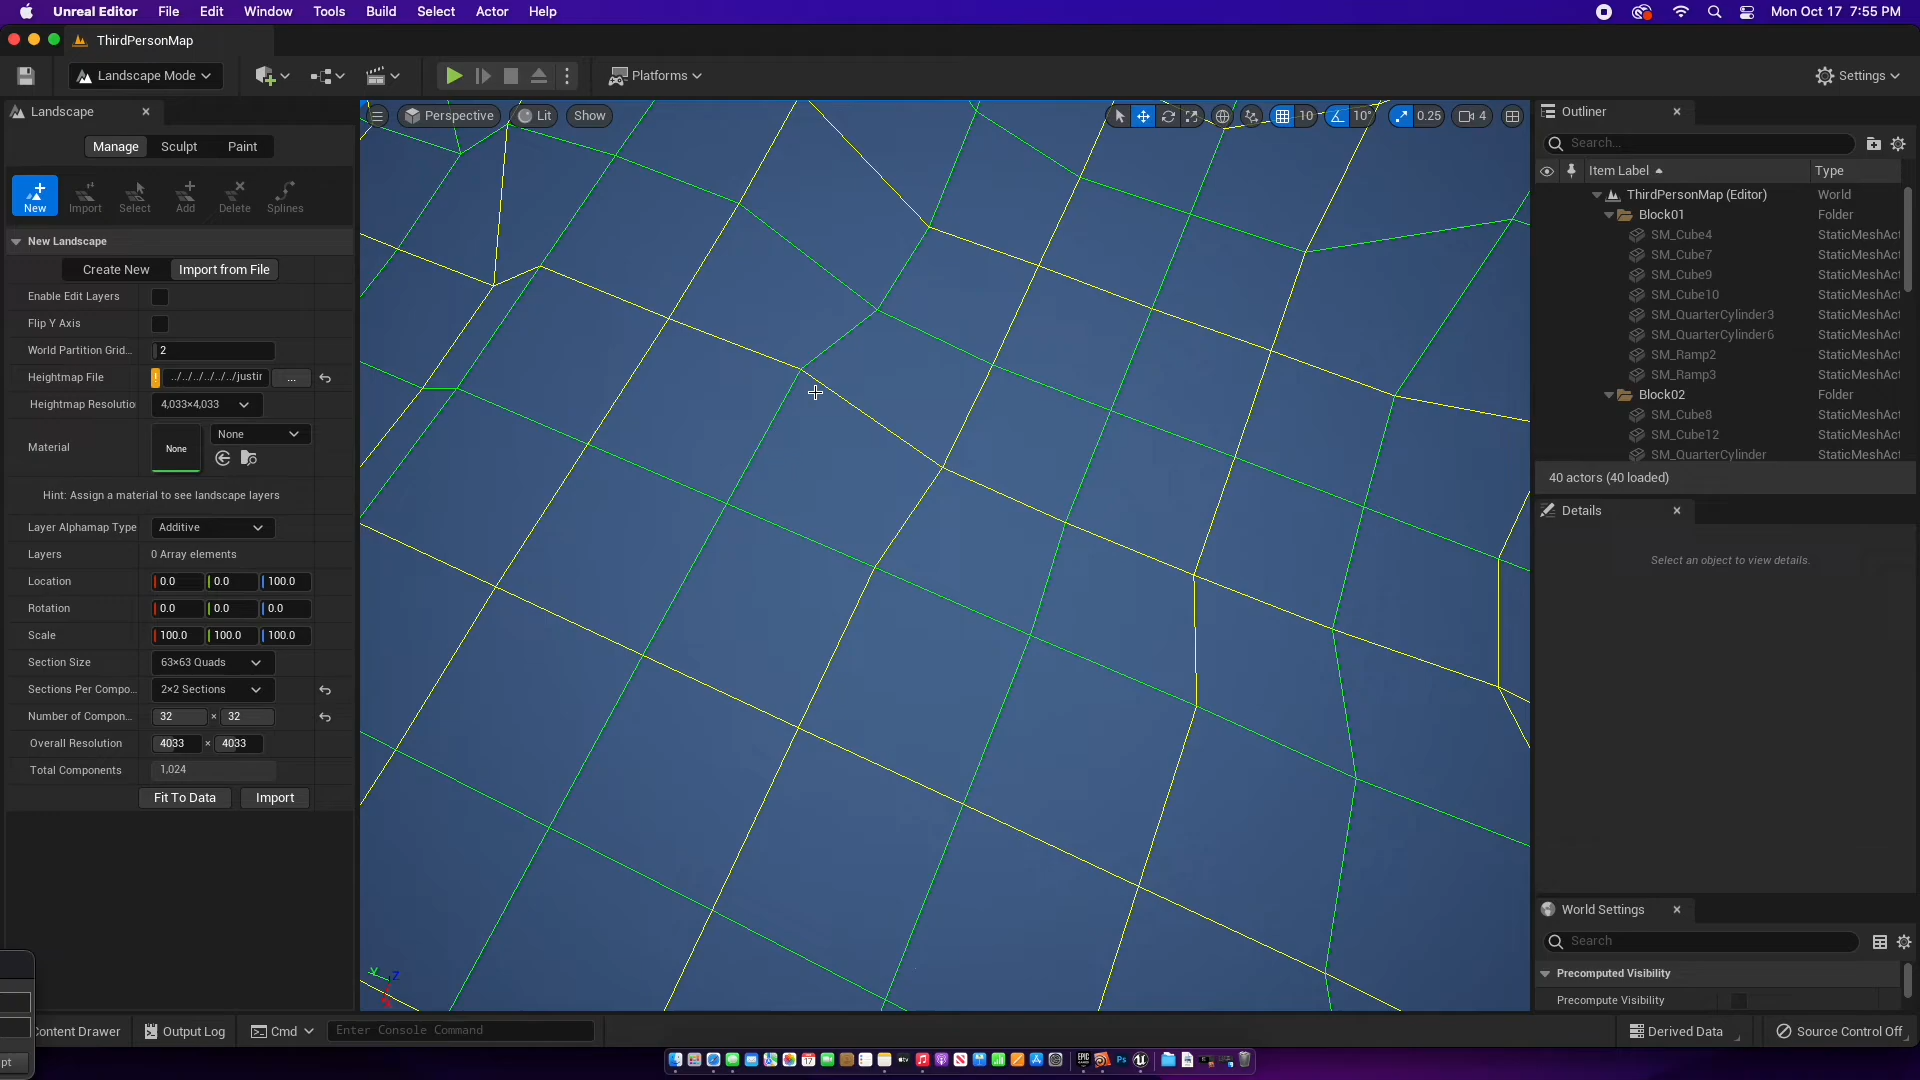 Unreal Editor File Edit Window Tools Build Select Actor Help Mon Oct 17 7:55 PM
ThirdPersonMap
Landscape Mode Platforms Settings
Landscape
Manage Sculpt Paint
New Import Select Add Delete Splines
New Landscape
Create New Import from File
Enable Edit Layers
Flip Y Axis
World Partition Grid... 2
Heightmap File ../../../../../../justir ...
Heightmap Resolutio 4,033×4,033
Material None None
Hint: Assign a material to see landscape layers
Layer Alphamap Type Additive
Layers 0 Array elements
Location 0.0 0.0 100.0
Rotation 0.0 0.0 0.0
Scale 100.0 100.0 100.0
Section Size 63×63 Quads
Sections Per Compo... 2×2 Sections
Number of Compon... 32 × 32
Overall Resolution 4033 × 4033
Total Components 1,024
Fit To Data Import
Perspective Lit Show 10 10° 0.25 4
Y Z
Outliner
Search...
Item Label Type
ThirdPersonMap (Editor) World
Block01 Folder
SM_Cube4 StaticMeshAct
SM_Cube7 StaticMeshAct
SM_Cube9 StaticMeshAct
SM_Cube10 StaticMeshAct
SM_QuarterCylinder3 StaticMeshAct
SM_QuarterCylinder6 StaticMeshAct
SM_Ramp2 StaticMeshAct
SM_Ramp3 StaticMeshAct
Block02 Folder
SM_Cube8 StaticMeshAct
SM_Cube12 StaticMeshAct
SM_QuarterCylinder StaticMeshAct
40 actors (40 loaded)
Details
Select an object to view details.
World Settings
Search
Precomputed Visibility
Precompute Visibility
pt
ontent Drawer Output Log Cmd Enter Console Command Derived Data Source Control Off
17 EPIC Ps